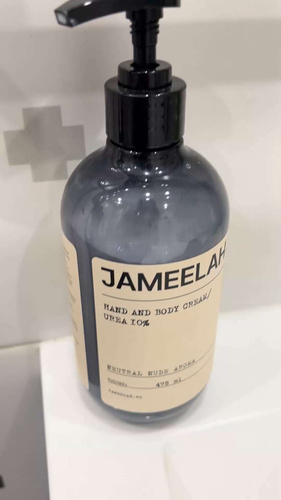 JAMEELAH
HAND AND BODY CREAM/
UREA 10%
NEUTRAL NUDE AROMA
475 ml